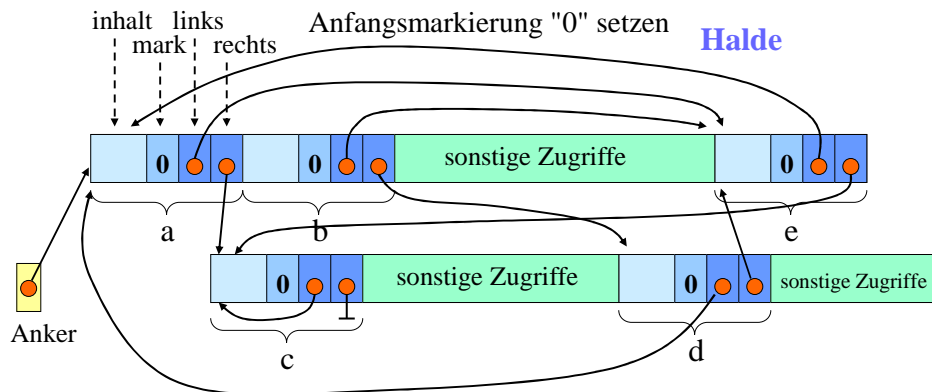 Anfangsmarkierung "0" setzen
Halde
inhalt links
mark rechts
0 0 sonstige Zugriffe 0
a b e
0 sonstige Zugriffe 0 sonstige Zugriffe
Anker
c d